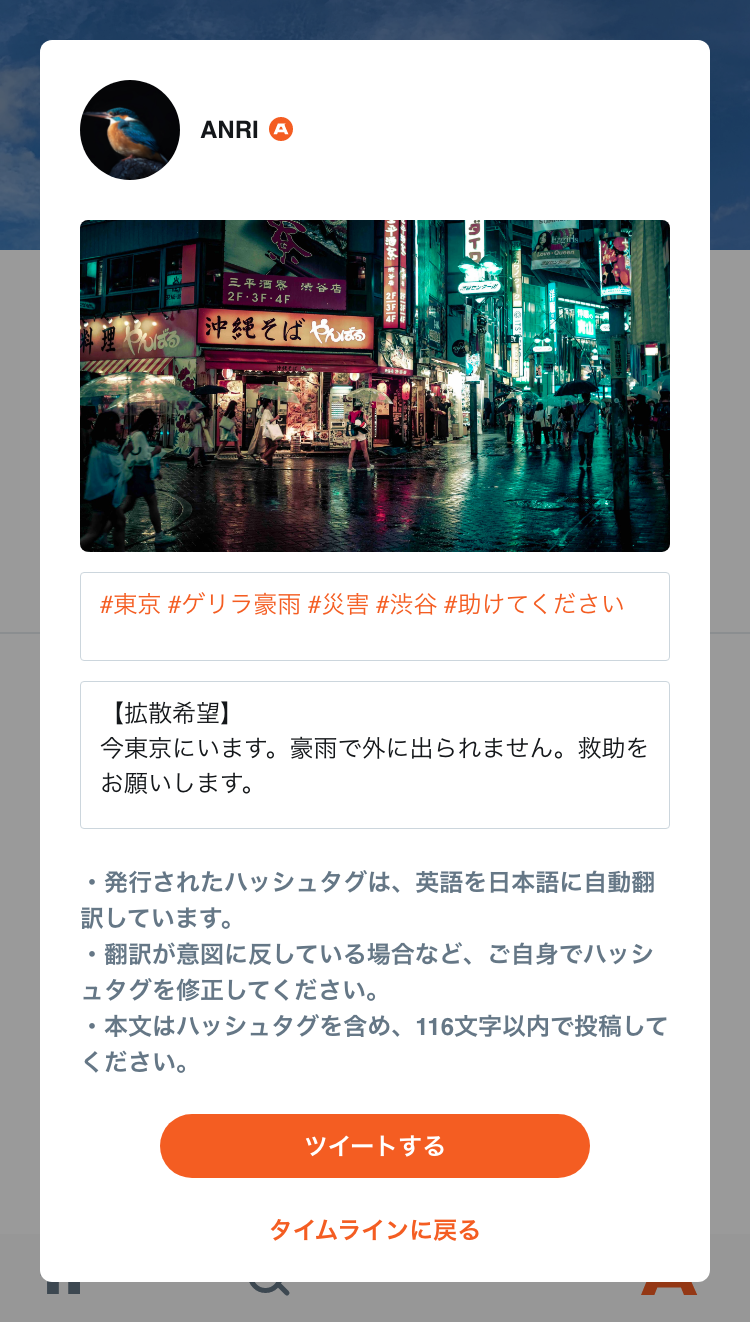 ANRI
三平酒寮 渋谷店
2F·3F·4F
沖縄そば やんばる
料理 やんばる
ダイワ
#東京 #ゲリラ豪雨 #災害 #渋谷 #助けてください
【拡散希望】
今東京にいます。豪雨で外に出られません。救助を
お願いします。
・発行されたハッシュタグは、英語を日本語に自動翻
訳しています。
・翻訳が意図に反している場合など、ご自身でハッシ
ュタグを修正してください。
・本文はハッシュタグを含め、116文字以内で投稿して
ください。
ツイートする
タイムラインに戻る